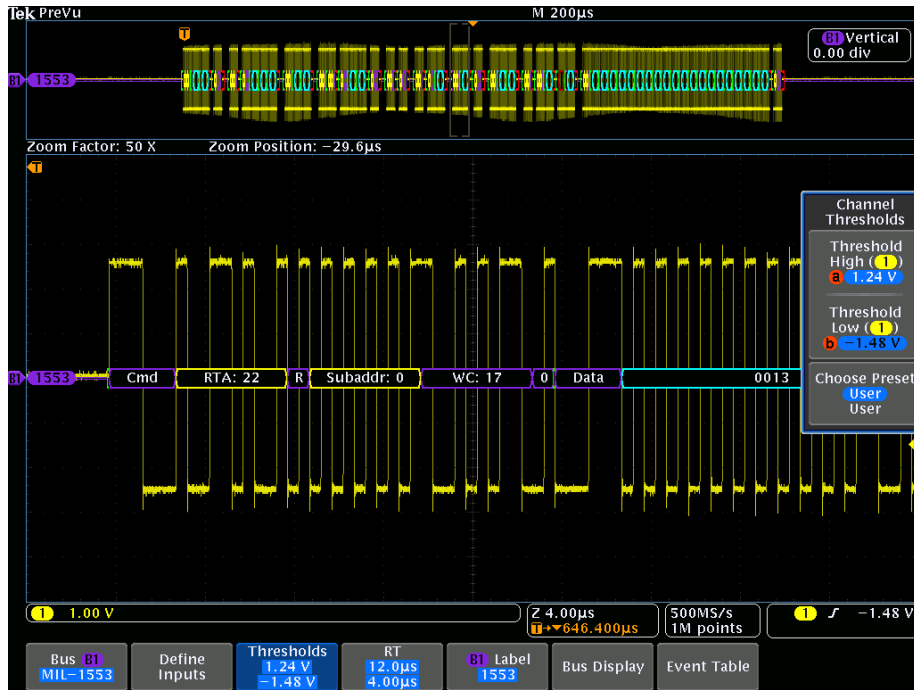 Tek PreVu M 200µs
T
B1 Vertical
0.00 div
B1 1553
Zoom Factor: 50 X Zoom Position: −29.6µs
T
Channel
Thresholds
Threshold
High (1)
a 1.24 V
Threshold
Low (1)
b −1.48 V
Choose Preset
User
User
B1 1553 Cmd RTA: 22 R Subaddr: 0 WC: 17 0 Data 0013
1 1.00 V
Z 4.00µs
T→▾646.400µs
500MS/s
1M points
1 −1.48 V
Bus B1
MIL−1553
Define
Inputs
Thresholds
1.24 V
−1.48 V
RT
12.0µs
4.00µs
B1 Label
1553
Bus Display
Event Table